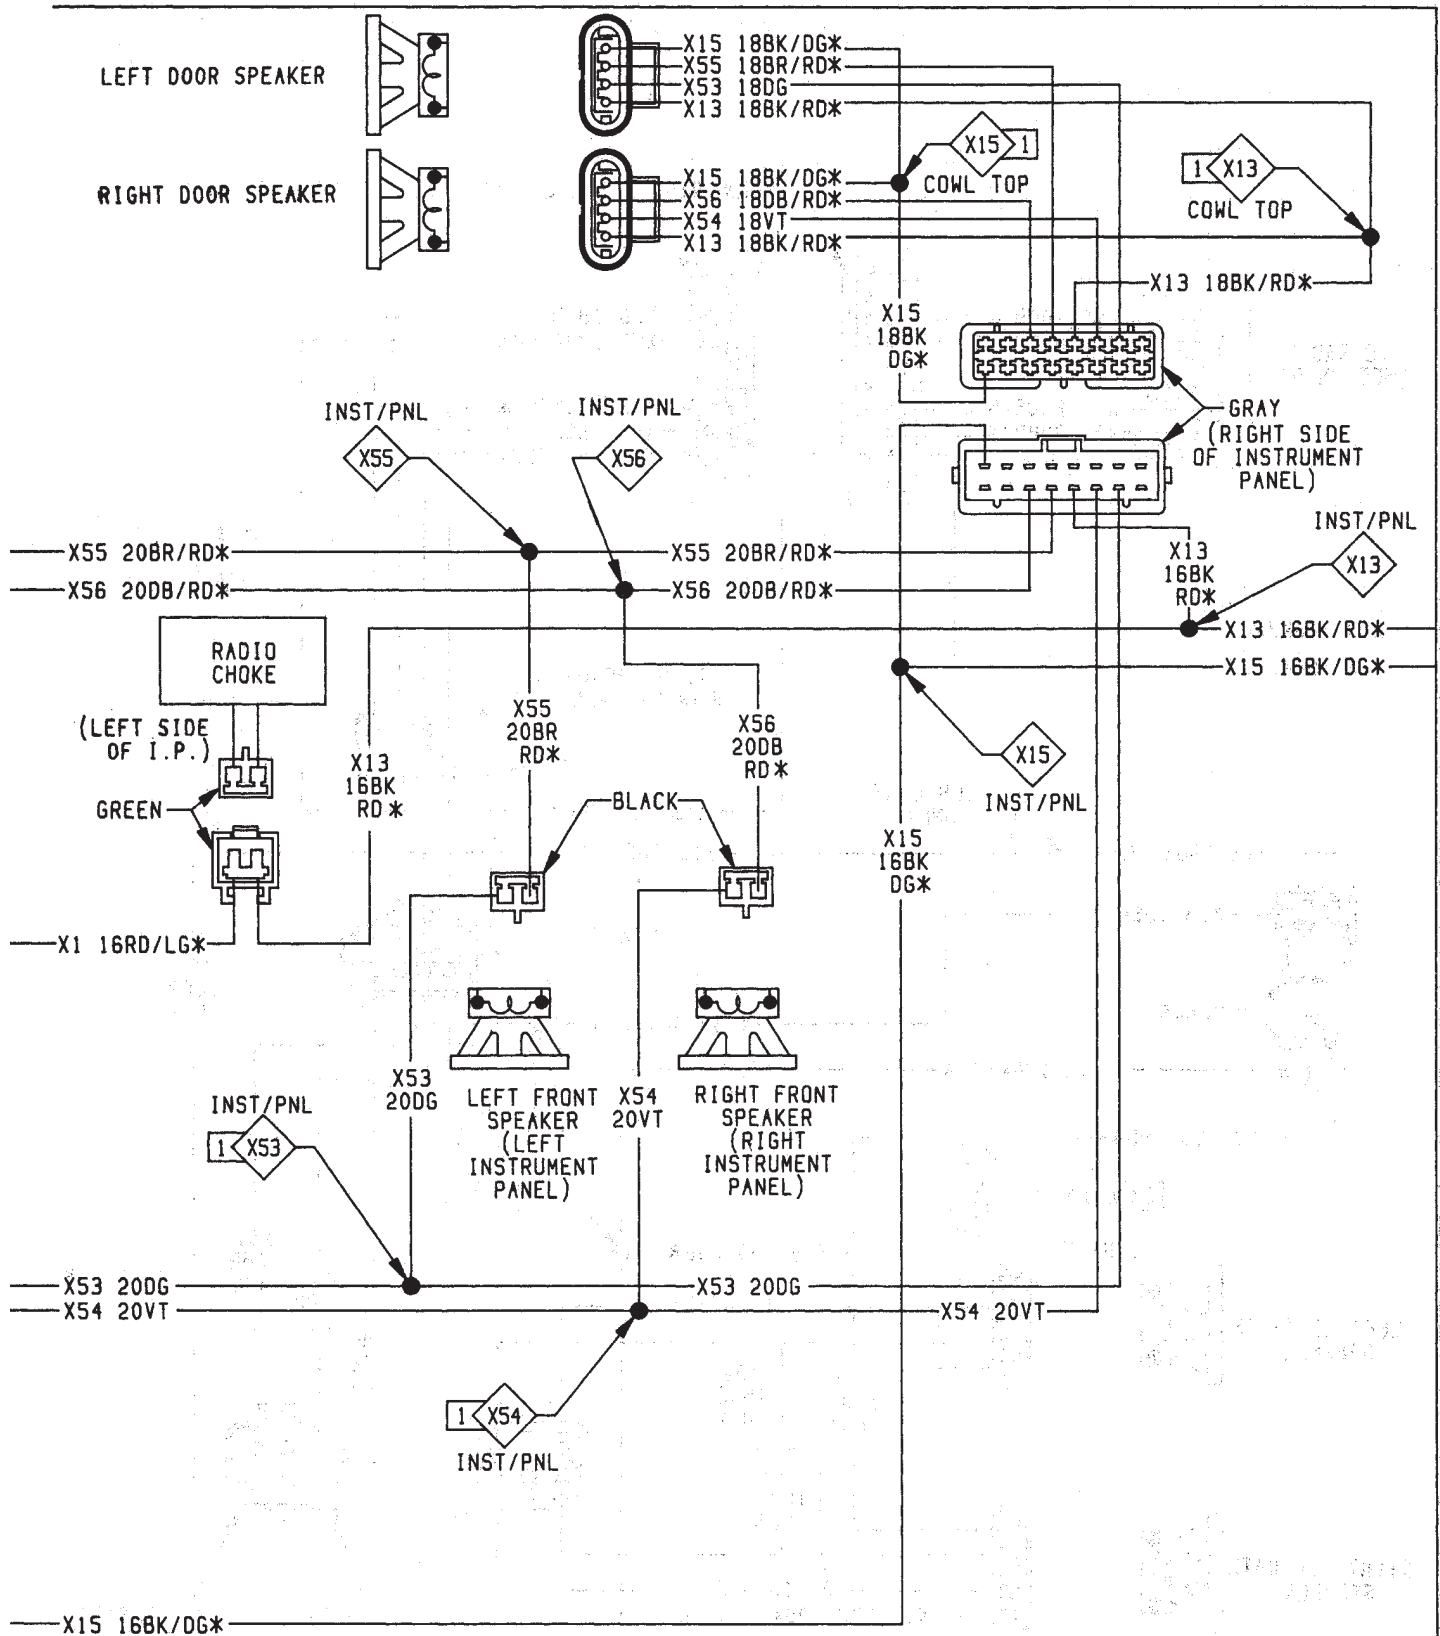 X15 18BK/DG*
X55 18BR/RD*
X53 18DG
X13 18BK/RD*
LEFT DOOR SPEAKER
X15 1
COWL TOP
1 X13
COWL TOP
RIGHT DOOR SPEAKER
X15 18BK/DG*
X56 18DB/RD*
X54 18VT
X13 18BK/RD*
X13 18BK/RD*
X15
18BK
DG*
INST/PNL
X55
INST/PNL
X56
GRAY
(RIGHT SIDE
OF INSTRUMENT
PANEL)
INST/PNL
X13
X55 20BR/RD*
X55 20BR/RD*
X13
16BK
RD*
X56 20DB/RD*
X56 20DB/RD*
X13 16BK/RD*
X15 16BK/DG*
RADIO
CHOKE
(LEFT SIDE
OF I.P.)
GREEN
X13
16BK
RD*
X55
20BR
RD*
X56
20DB
RD*
X15
INST/PNL
BLACK
X15
16BK
DG*
X1 16RD/LG*
X53
20DG
LEFT FRONT
SPEAKER
(LEFT
INSTRUMENT
PANEL)
X54
20VT
RIGHT FRONT
SPEAKER
(RIGHT
INSTRUMENT
PANEL)
INST/PNL
1 X53
X53 20DG
X53 20DG
X54 20VT
X54 20VT
1 X54
INST/PNL
X15 16BK/DG*